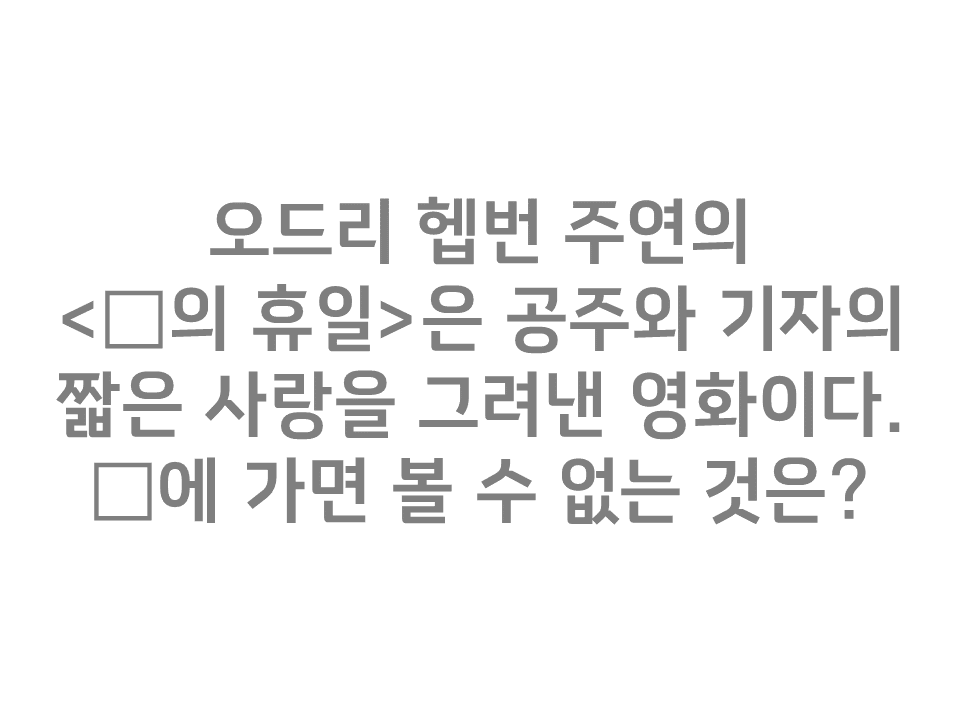 오드리 헵번 주연의
<□의 휴일>은 공주와 기자의
짧은 사랑을 그려낸 영화이다.
□에 가면 볼 수 없는 것은?